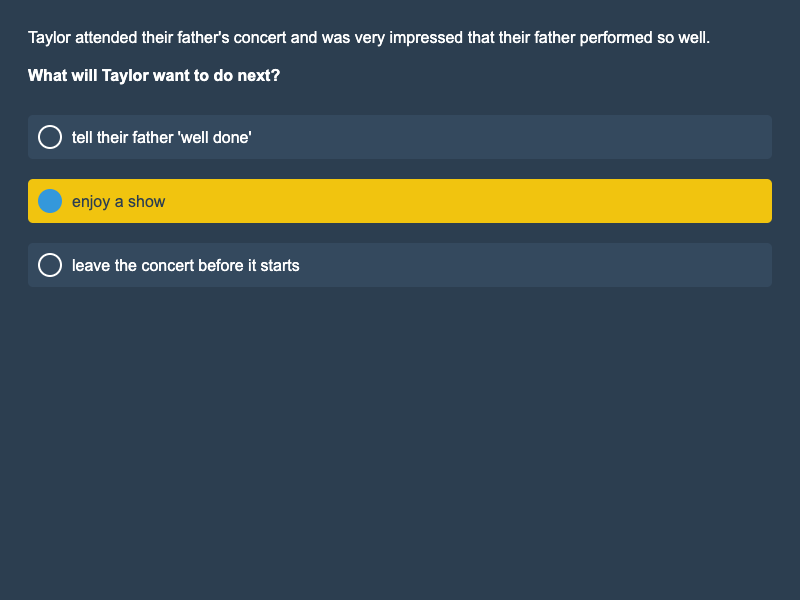 Taylor attended their father's concert and was very impressed that their father performed so well.
What will Taylor want to do next?
tell their father 'well done'
enjoy a show
leave the concert before it starts